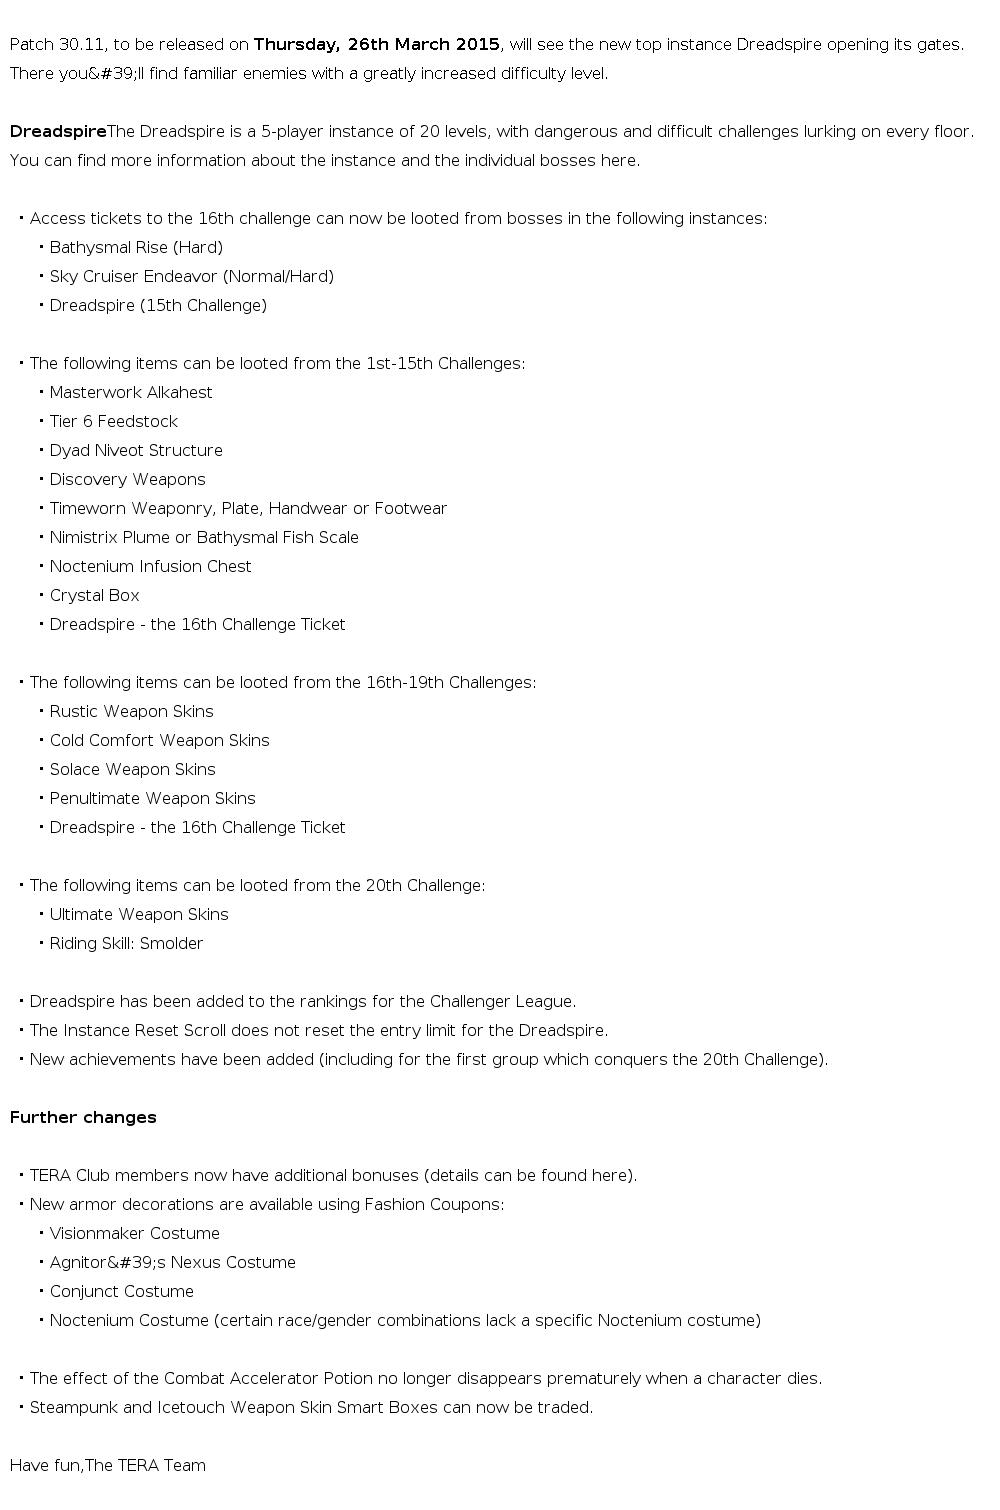 Patch 30.11, to be released on Thursday, 26th March 2015, will see the new top instance Dreadspire opening its gates.
There you&#39;ll find familiar enemies with a greatly increased difficulty level.
DreadspireThe Dreadspire is a 5-player instance of 20 levels, with dangerous and difficult challenges lurking on every floor.
You can find more information about the instance and the individual bosses here.
• Access tickets to the 16th challenge can now be looted from bosses in the following instances:
• Bathysmal Rise (Hard)
• Sky Cruiser Endeavor (Normal/Hard)
• Dreadspire (15th Challenge)
• The following items can be looted from the 1st-15th Challenges:
• Masterwork Alkahest
• Tier 6 Feedstock
• Dyad Niveot Structure
• Discovery Weapons
• Timeworn Weaponry, Plate, Handwear or Footwear
• Nimistrix Plume or Bathysmal Fish Scale
• Noctenium Infusion Chest
• Crystal Box
• Dreadspire - the 16th Challenge Ticket
• The following items can be looted from the 16th-19th Challenges:
• Rustic Weapon Skins
• Cold Comfort Weapon Skins
• Solace Weapon Skins
• Penultimate Weapon Skins
• Dreadspire - the 16th Challenge Ticket
• The following items can be looted from the 20th Challenge:
• Ultimate Weapon Skins
• Riding Skill: Smolder
• Dreadspire has been added to the rankings for the Challenger League.
• The Instance Reset Scroll does not reset the entry limit for the Dreadspire.
• New achievements have been added (including for the first group which conquers the 20th Challenge).
Further changes
• TERA Club members now have additional bonuses (details can be found here).
• New armor decorations are available using Fashion Coupons:
• Visionmaker Costume
• Agnitor&#39;s Nexus Costume
• Conjunct Costume
• Noctenium Costume (certain race/gender combinations lack a specific Noctenium costume)
• The effect of the Combat Accelerator Potion no longer disappears prematurely when a character dies.
• Steampunk and Icetouch Weapon Skin Smart Boxes can now be traded.
Have fun,The TERA Team